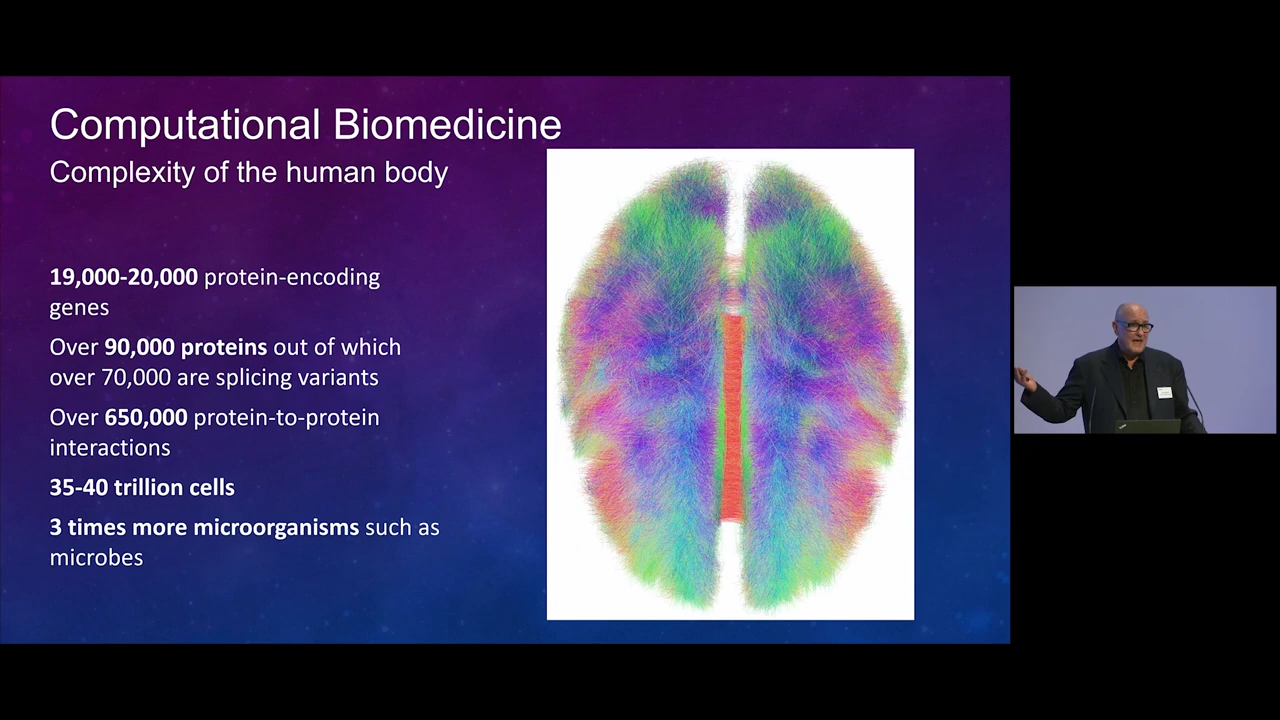 Computational Biomedicine
Complexity of the human body
19,000-20,000 protein-encoding
genes
Over 90,000 proteins out of which
over 70,000 are splicing variants
Over 650,000 protein-to-protein
interactions
35-40 trillion cells
3 times more microorganisms such as
microbes